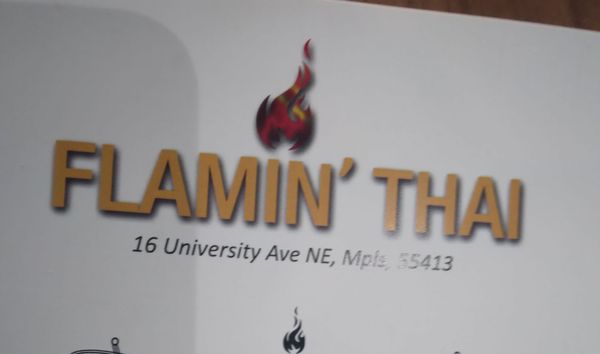 FLAMIN' THAI
16 University Ave NE, Mpls, 55413